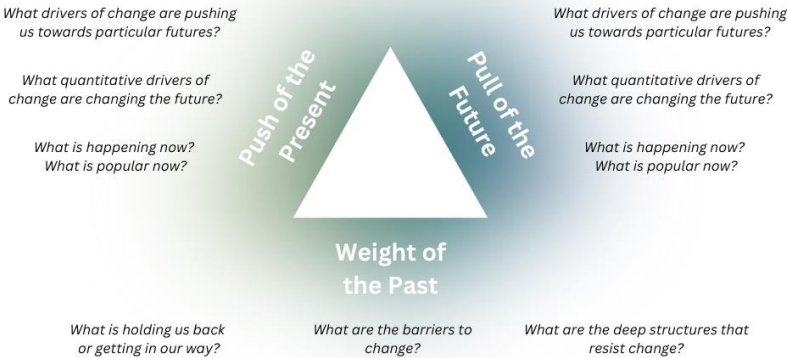 What drivers of change are pushing
us towards particular futures?
What quantitative drivers of
change are changing the future?
What is happening now?
What is popular now?
Push of the
Present
Pull of the
Future
What drivers of change are pushing
us towards particular futures?
What quantitative drivers of
change are changing the future?
What is happening now?
What is popular now?
Weight of
the Past
What is holding us back
or getting in our way?
What are the barriers to
change?
What are the deep structures that
resist change?